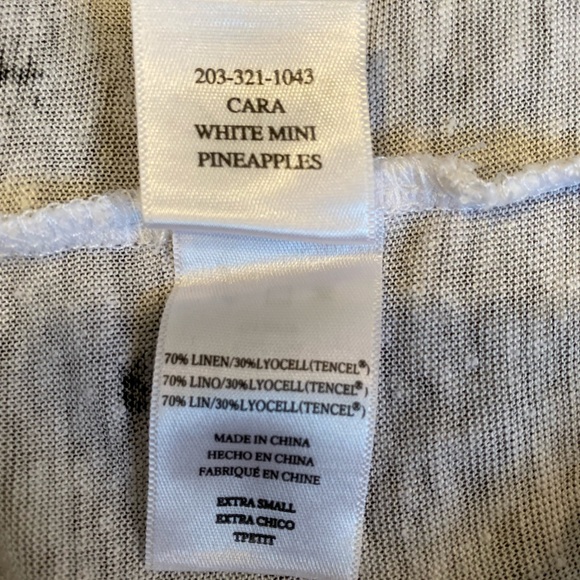 203-321-1043
CARA
WHITE MINI
PINEAPPLES
70% LINEN/30%LYOCELL(TENCEL®)
70% LINO/30%LYOCELL(TENCEL®)
70% LIN/30%LYOCELL(TENCEL®)
MADE IN CHINA
HECHO EN CHINA
FABRIQUÉ EN CHINE
EXTRA SMALL
EXTRA CHICO
TPETIT